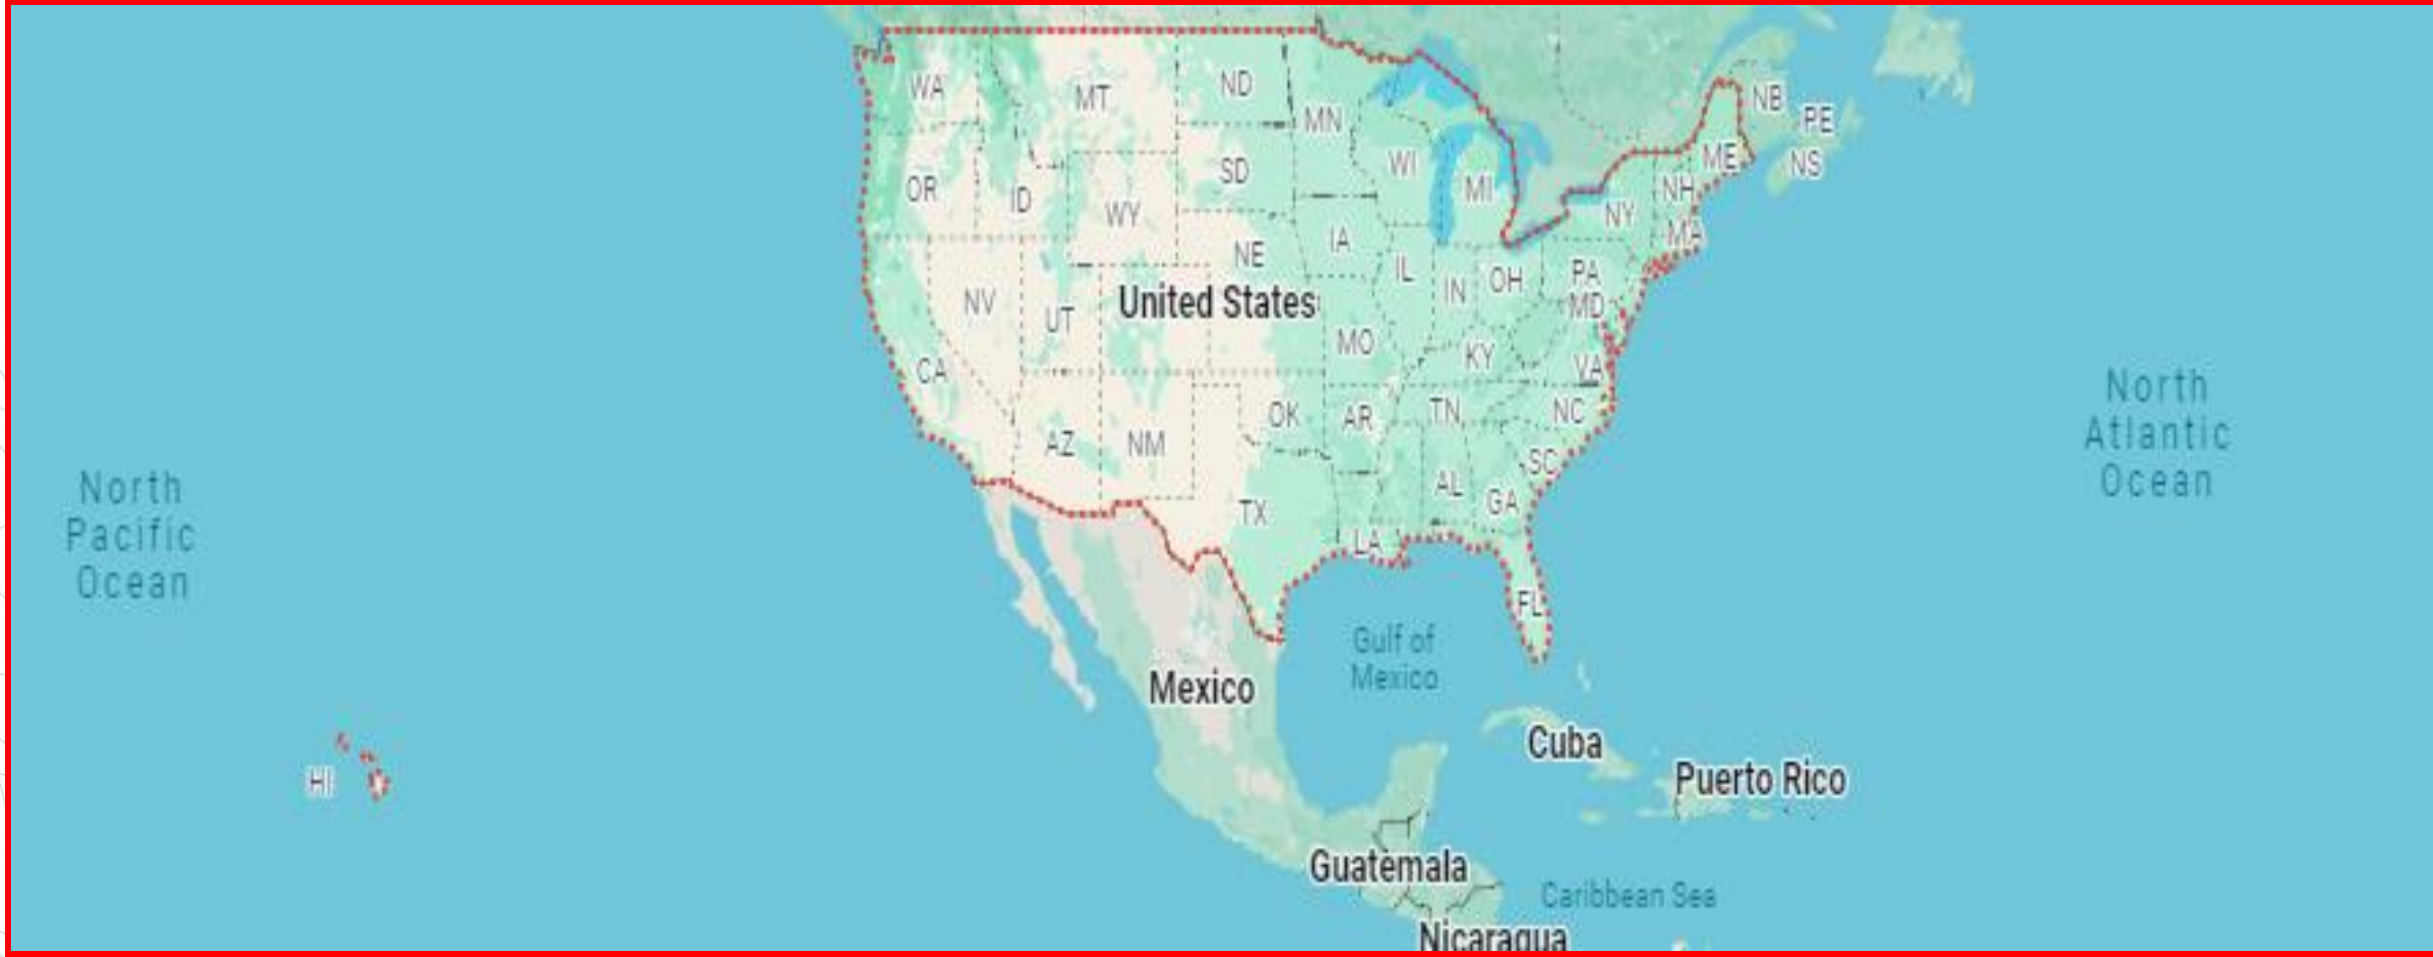 WA
MT
ND
MN
NB
PE
OR
ID
WY
SD
WI
MI
NY
NH
ME
NS
MA
NV
UT
NE
IA
IL
IN
OH
PA
MD
United States
CA
MO
KY
VA
AZ
NM
OK
AR
TN
NC
SC
TX
LA
AL
GA
FL
North
Pacific
Ocean
North
Atlantic
Ocean
Gulf of
Mexico
Mexico
Cuba
Puerto Rico
HI
Guatemala
Caribbean Sea
Nicaragua